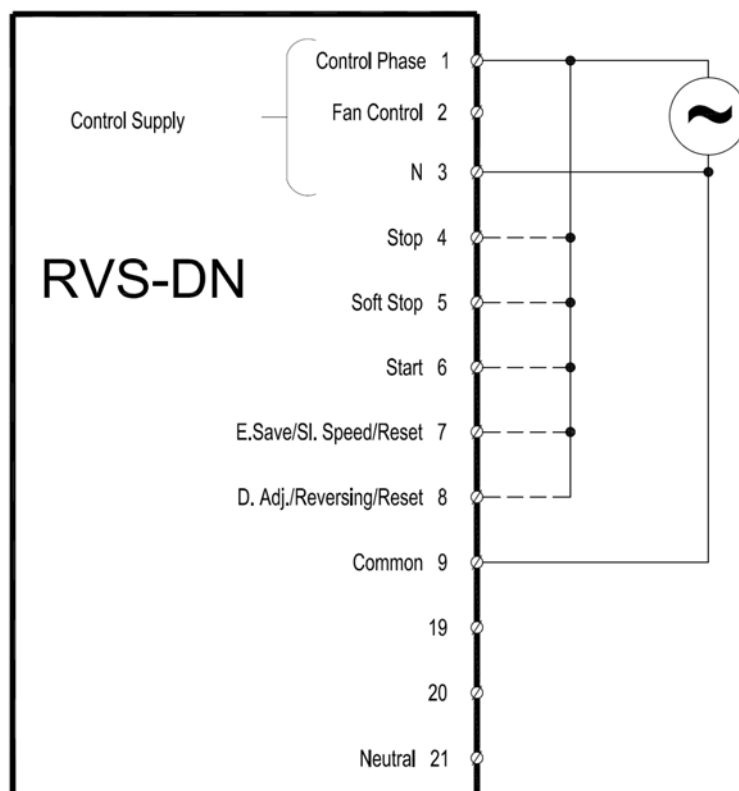 Control Phase 1
Control Supply
Fan Control 2
N 3
Stop 4
RVS-DN
Soft Stop 5
Start 6
E.Save/Sl. Speed/Reset 7
D. Adj./Reversing/Reset 8
Common 9
19
20
Neutral 21
~